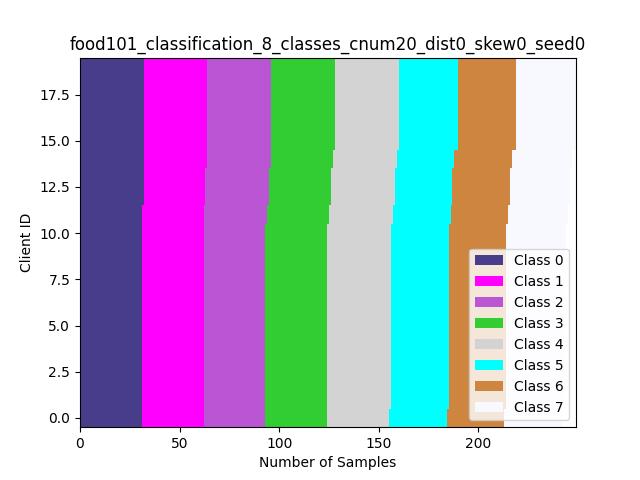 food101_classification_8_classes_cnum20_dist0_skew0_seed0
17.5
15.0
12.5
10.0
7.5
5.0
2.5
0.0
Client ID
Class 0
Class 1
Class 2
Class 3
Class 4
Class 5
Class 6
Class 7
0 50 100 150 200
Number of Samples